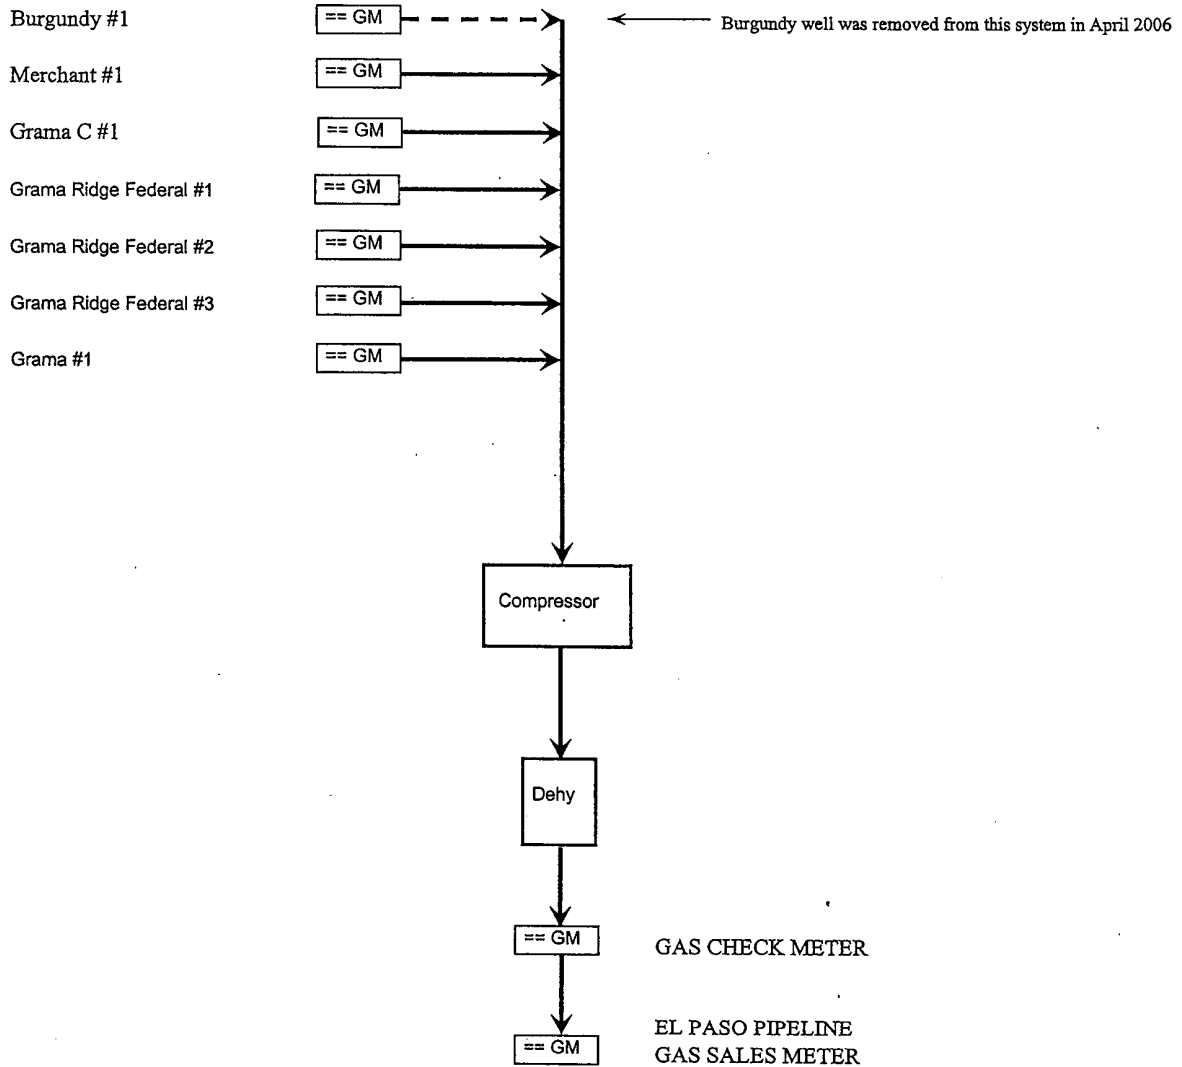 Burgundy #1 == GM Burgundy well was removed from this system in April 2006
Merchant #1 == GM
Grama C #1 == GM
Grama Ridge Federal #1 == GM
Grama Ridge Federal #2 == GM
Grama Ridge Federal #3 == GM
Grama #1 == GM
Compressor
Dehy
== GM GAS CHECK METER
EL PASO PIPELINE
== GM GAS SALES METER